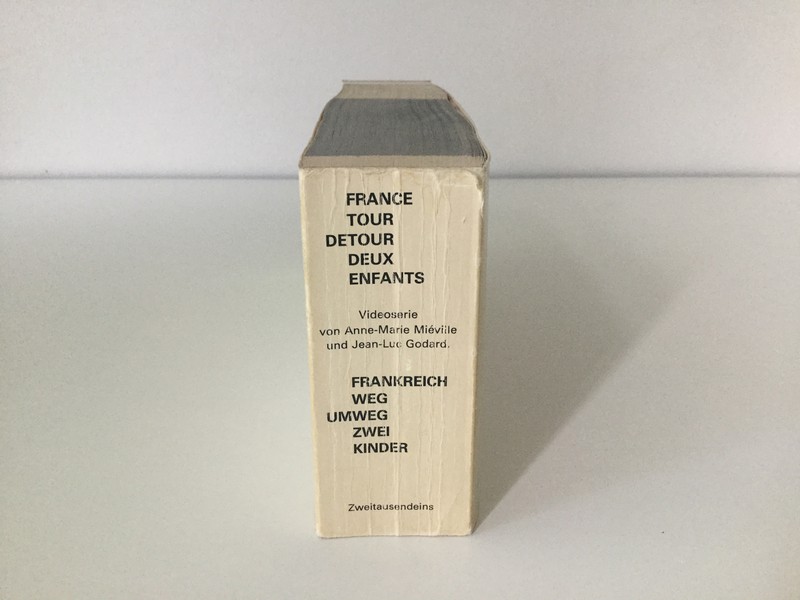 FRANCE
TOUR
DETOUR
DEUX
ENFANTS
Videoserie
von Anne-Marie Miéville
und Jean-Luc Godard.
FRANKREICH
WEG
UMWEG
ZWEI
KINDER
Zweitausendeins